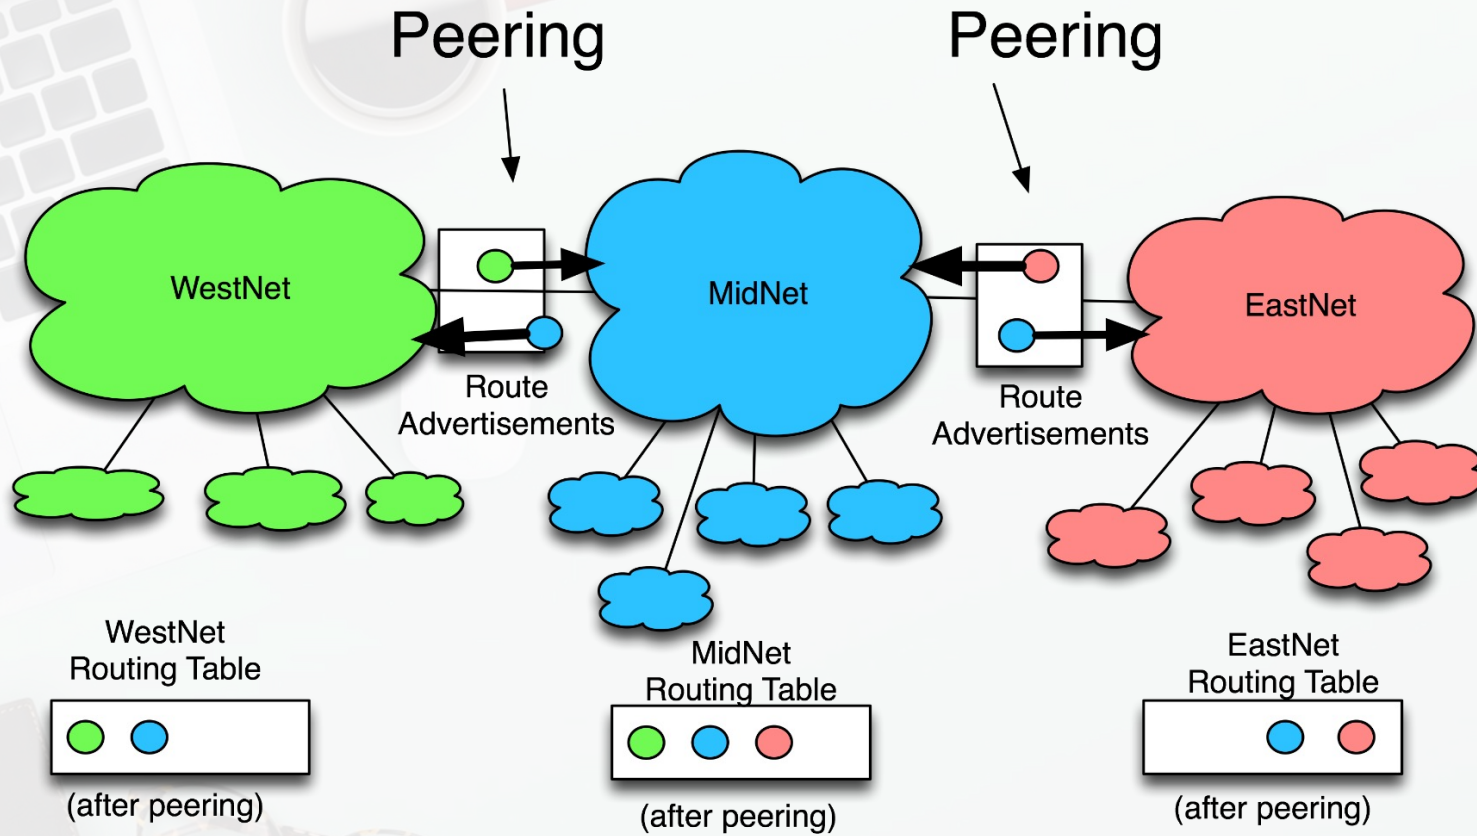 Peering
Peering
WestNet
MidNet
EastNet
Route
Advertisements
Route
Advertisements
WestNet
Routing Table
(after peering)
MidNet
Routing Table
(after peering)
EastNet
Routing Table
(after peering)